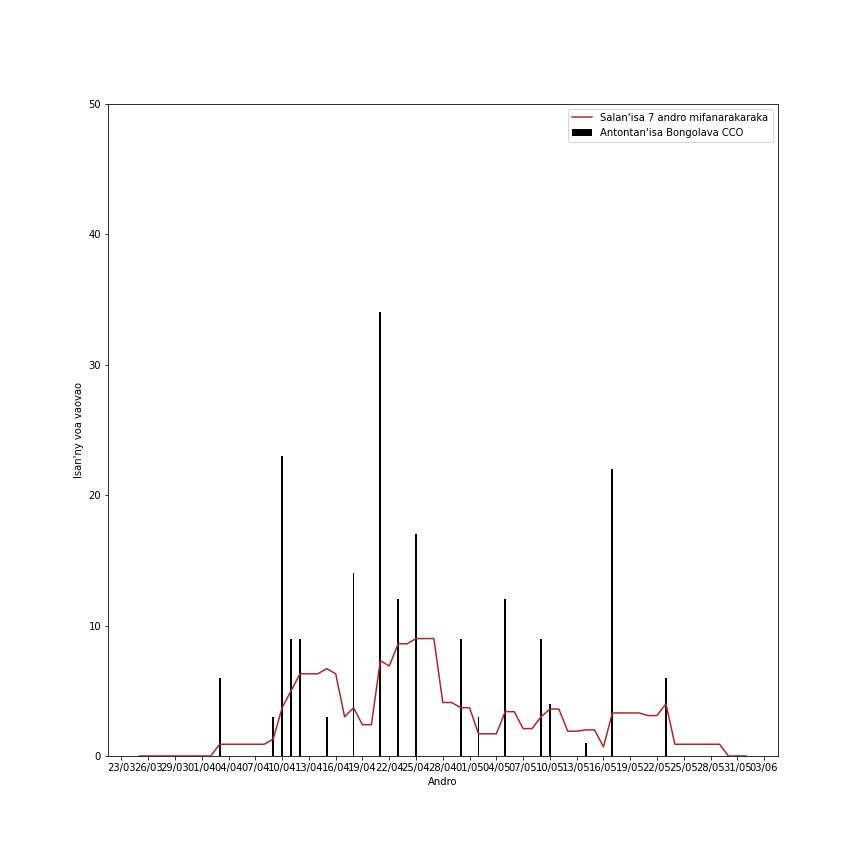 50
Salan'isa 7 andro mifanarakaraka
Antontan'isa Bongolava CCO
40
30
Isan'ny voa vaovao
20
10
0
23/03 26/03 29/03 01/04 04/04 07/04 10/04 13/04 16/04 19/04 22/04 25/04 28/04 01/05 04/05 07/05 10/05 13/05 16/05 19/05 22/05 25/05 28/05 31/05 03/06
Andro